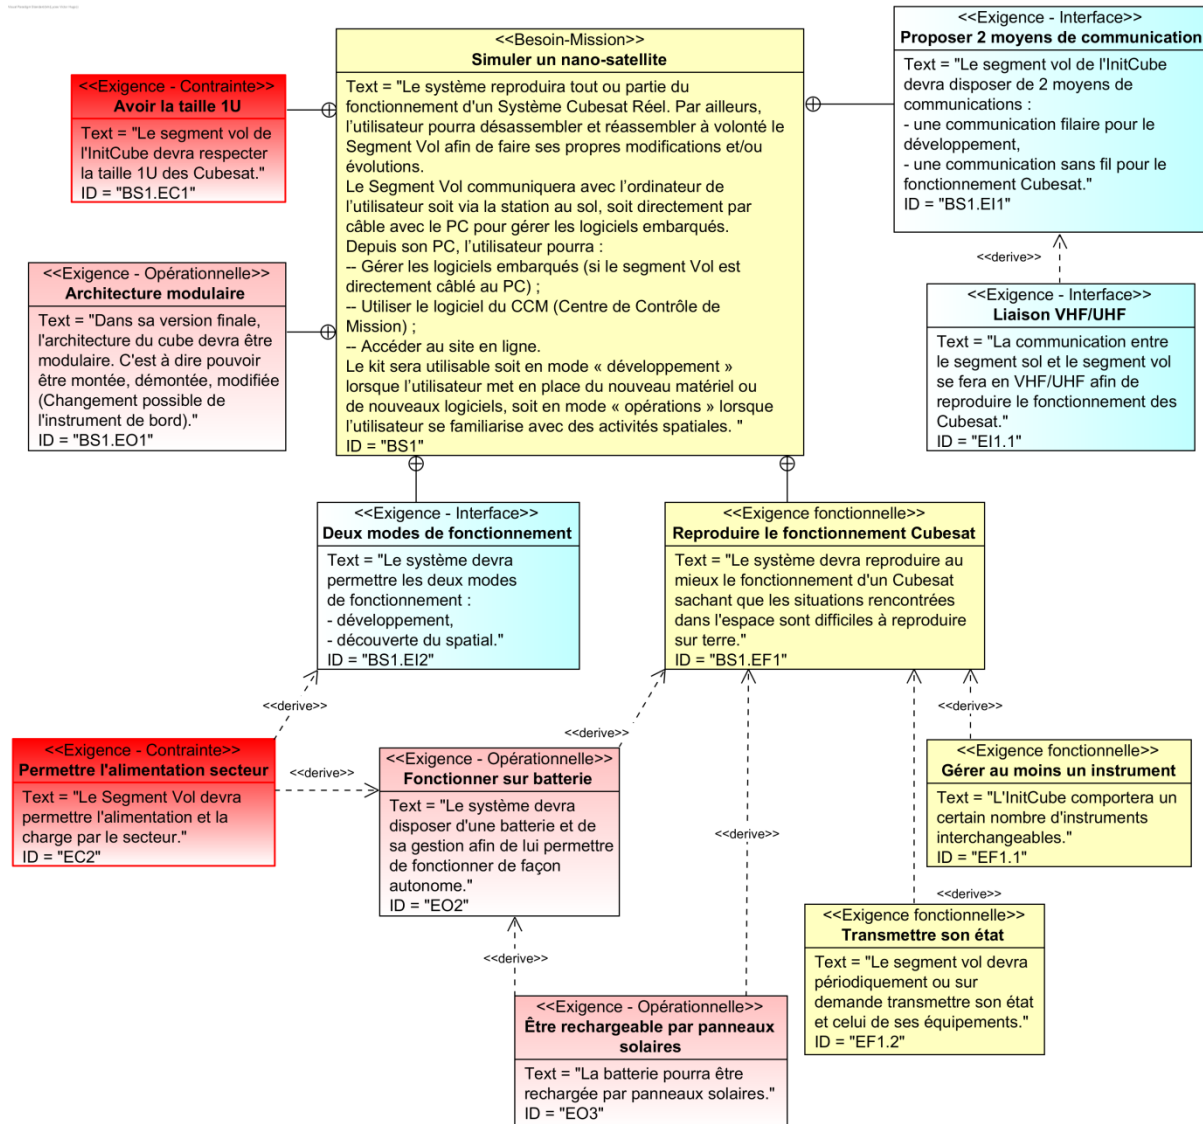 <<Exigence - Interface>>
Proposer 2 moyens de communication
Text = "Le segment vol de l'InitCube
devra disposer de 2 moyens de
communications :
- une communication filaire pour le
développement,
- une communication sans fil pour le
fonctionnement Cubesat."
ID = "BS1.EI1"
<<Besoin-Mission>>
Simuler un nano-satellite
Text = "Le système reproduira tout ou partie du
fonctionnement d'un Système Cubesat Réel. Par ailleurs,
l'utilisateur pourra désassembler et réassembler à volonté le
Segment Vol afin de faire ses propres modifications et/ou
évolutions.
Le Segment Vol communiquera avec l'ordinateur de
l'utilisateur soit via la station au sol, soit directement par
câble avec le PC pour gérer les logiciels embarqués.
Depuis son PC, l'utilisateur pourra :
-- Gérer les logiciels embarqués (si le segment Vol est
directement câblé au PC) ;
-- Utiliser le logiciel du CCM (Centre de Contrôle de
Mission) ;
-- Accéder au site en ligne.
Le kit sera utilisable soit en mode « développement »
lorsque l'utilisateur met en place du nouveau matériel ou
de nouveaux logiciels, soit en mode « opérations » lorsque
l'utilisateur se familiarise avec des activités spatiales. "
ID = "BS1"
<<Exigence - Contrainte>>
Avoir la taille 1U
Text = "Le segment vol de
l'InitCube devra respecter
la taille 1U des Cubesat."
ID = "BS1.EC1"
<<Exigence - Opérationnelle>>
Architecture modulaire
Text = "Dans sa version finale,
l'architecture du cube devra être
modulaire. C'est à dire pouvoir
être montée, démontée, modifiée
(Changement possible de
l'instrument de bord)."
ID = "BS1.EO1"
<<derive>>
<<Exigence - Interface>>
Liaison VHF/UHF
Text = "La communication entre
le segment sol et le segment vol
se fera en VHF/UHF afin de
reproduire le fonctionnement des
Cubesat."
ID = "EI1.1"
<<Exigence - Interface>>
Deux modes de fonctionnement
Text = "Le système devra
permettre les deux modes
de fonctionnement :
- développement,
- découverte du spatial."
ID = "BS1.EI2"
<<Exigence fonctionnelle>>
Reproduire le fonctionnement Cubesat
Text = "Le système devra reproduire au
mieux le fonctionnement d'un Cubesat
sachant que les situations rencontrées
dans l'espace sont difficiles à reproduire
sur terre."
ID = "BS1.EF1"
<<derive>>
<<derive>>
<<derive>>
<<Exigence - Contrainte>>
Permettre l'alimentation secteur
Text = "Le Segment Vol devra
permettre l'alimentation et la
charge par le secteur."
ID = "EC2"
<<derive>>
<<Exigence - Opérationnelle>>
Fonctionner sur batterie
Text = "Le système devra
disposer d'une batterie et de
sa gestion afin de lui permettre
de fonctionner de façon
autonome."
ID = "EO2"
<<derive>>
<<Exigence fonctionnelle>>
Gérer au moins un instrument
Text = "L'InitCube comportera un
certain nombre d'instruments
interchangeables."
ID = "EF1.1"
<<derive>>
<<Exigence fonctionnelle>>
Transmettre son état
Text = "Le segment vol devra
périodiquement ou sur
demande transmettre son état
et celui de ses équipements."
ID = "EF1.2"
<<derive>>
<<Exigence - Opérationnelle>>
Être rechargeable par panneaux
solaires
Text = "La batterie pourra être
rechargée par panneaux solaires."
ID = "EO3"